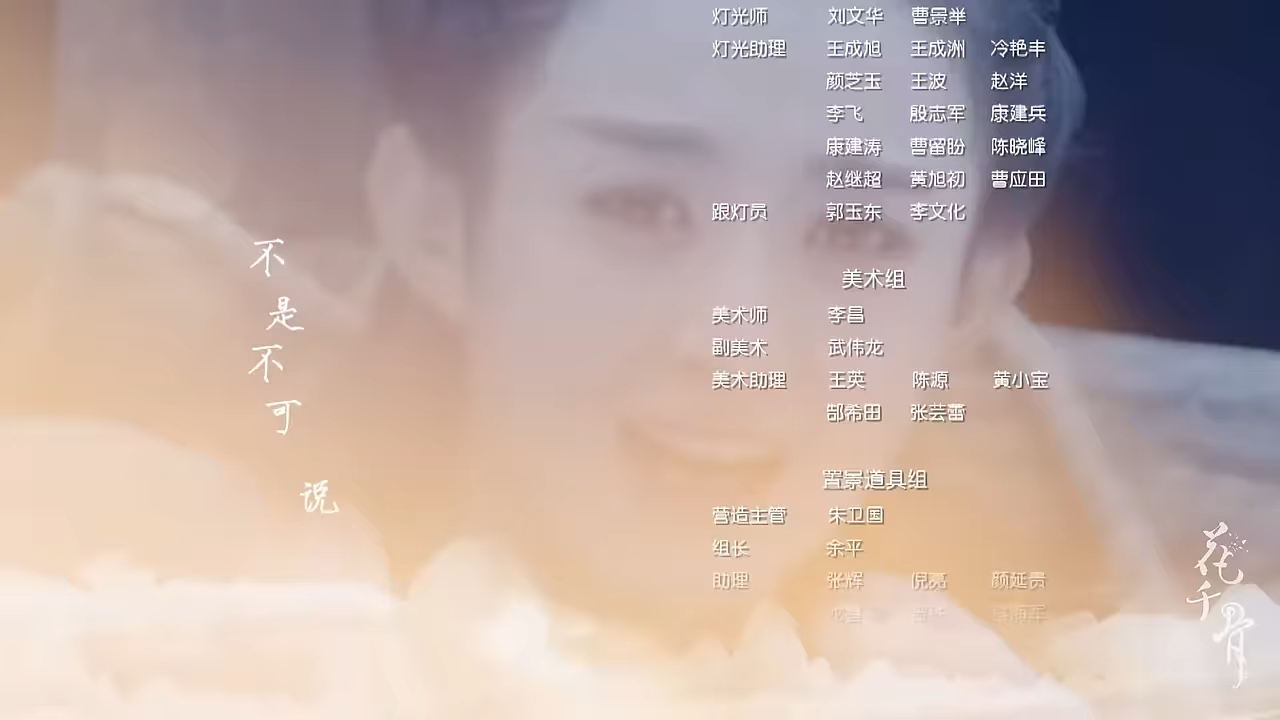 灯光师 刘文华 曹景举
灯光助理 王成旭 王成洲 冷艳丰
颜芝玉 王波 赵洋
李飞 殷志军 康建兵
康建涛 曹留盼 陈晓峰
赵继超 黄旭初 曹应田
跟灯员 郭玉东 李文化
美术组
美术师 李昌
副美术 武伟龙
美术助理 王英 陈源 黄小宝
郜希田 张芸蕾
置景道具组
营造主管 朱卫国
组长 余平
助理 张辉 倪亮 颜延贵
不是不可说
花千骨